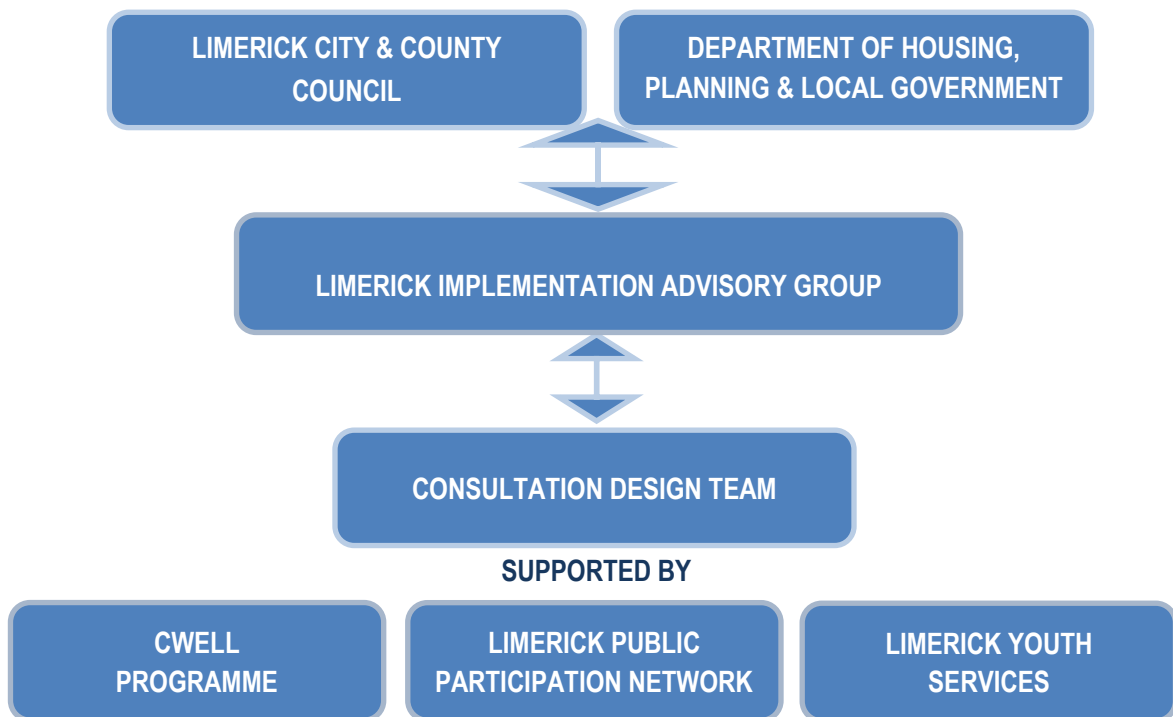 LIMERICK CITY & COUNTY
COUNCIL
DEPARTMENT OF HOUSING,
PLANNING & LOCAL GOVERNMENT
LIMERICK IMPLEMENTATION ADVISORY GROUP
CONSULTATION DESIGN TEAM
SUPPORTED BY
CWELL
PROGRAMME
LIMERICK PUBLIC
PARTICIPATION NETWORK
LIMERICK YOUTH
SERVICES